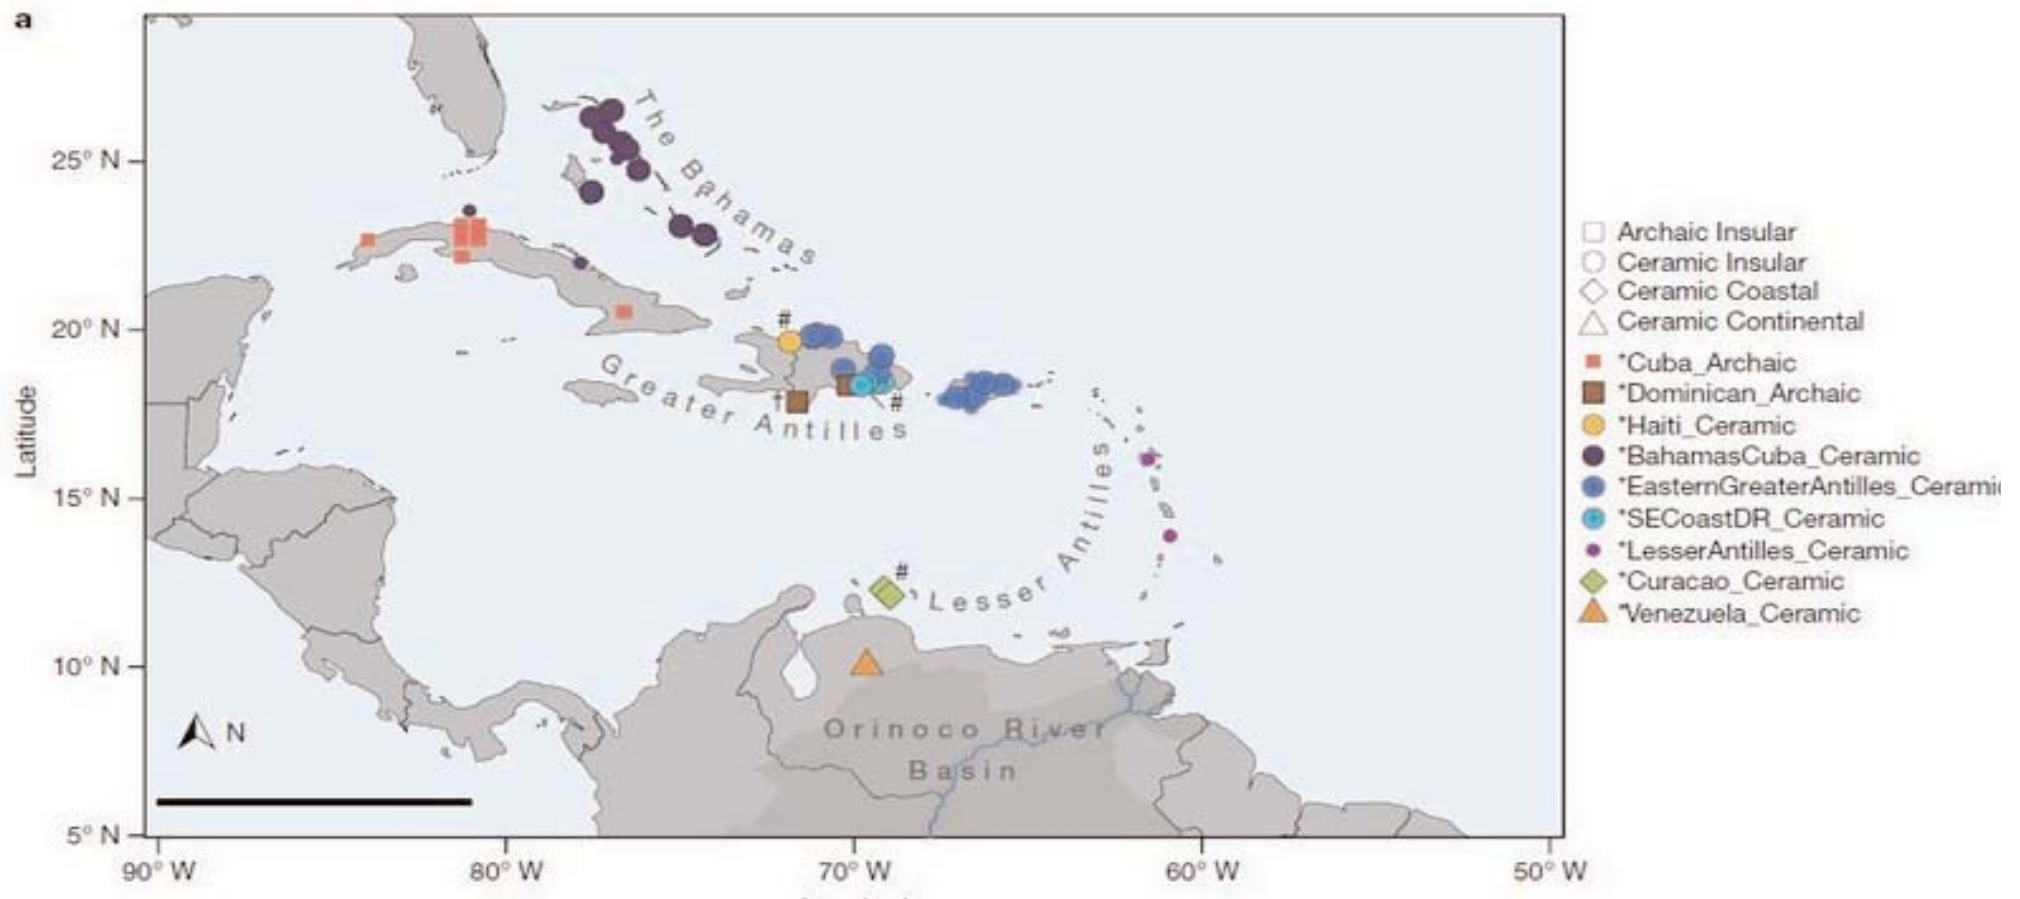 a
The Bahamas
Greater Antilles
Lesser Antilles
Orinoco River
Basin
N
#
#
†
#
Latitude
25° N
20° N
15° N
10° N
5° N
90° W
80° W
70° W
60° W
50° W
Archaic Insular
Ceramic Insular
Ceramic Coastal
Ceramic Continental
*Cuba_Archaic
*Dominican_Archaic
*Haiti_Ceramic
*BahamasCuba_Ceramic
*EasternGreaterAntilles_Cerami
*SECoastDR_Ceramic
*LesserAntilles_Ceramic
*Curacao_Ceramic
*Venezuela_Ceramic